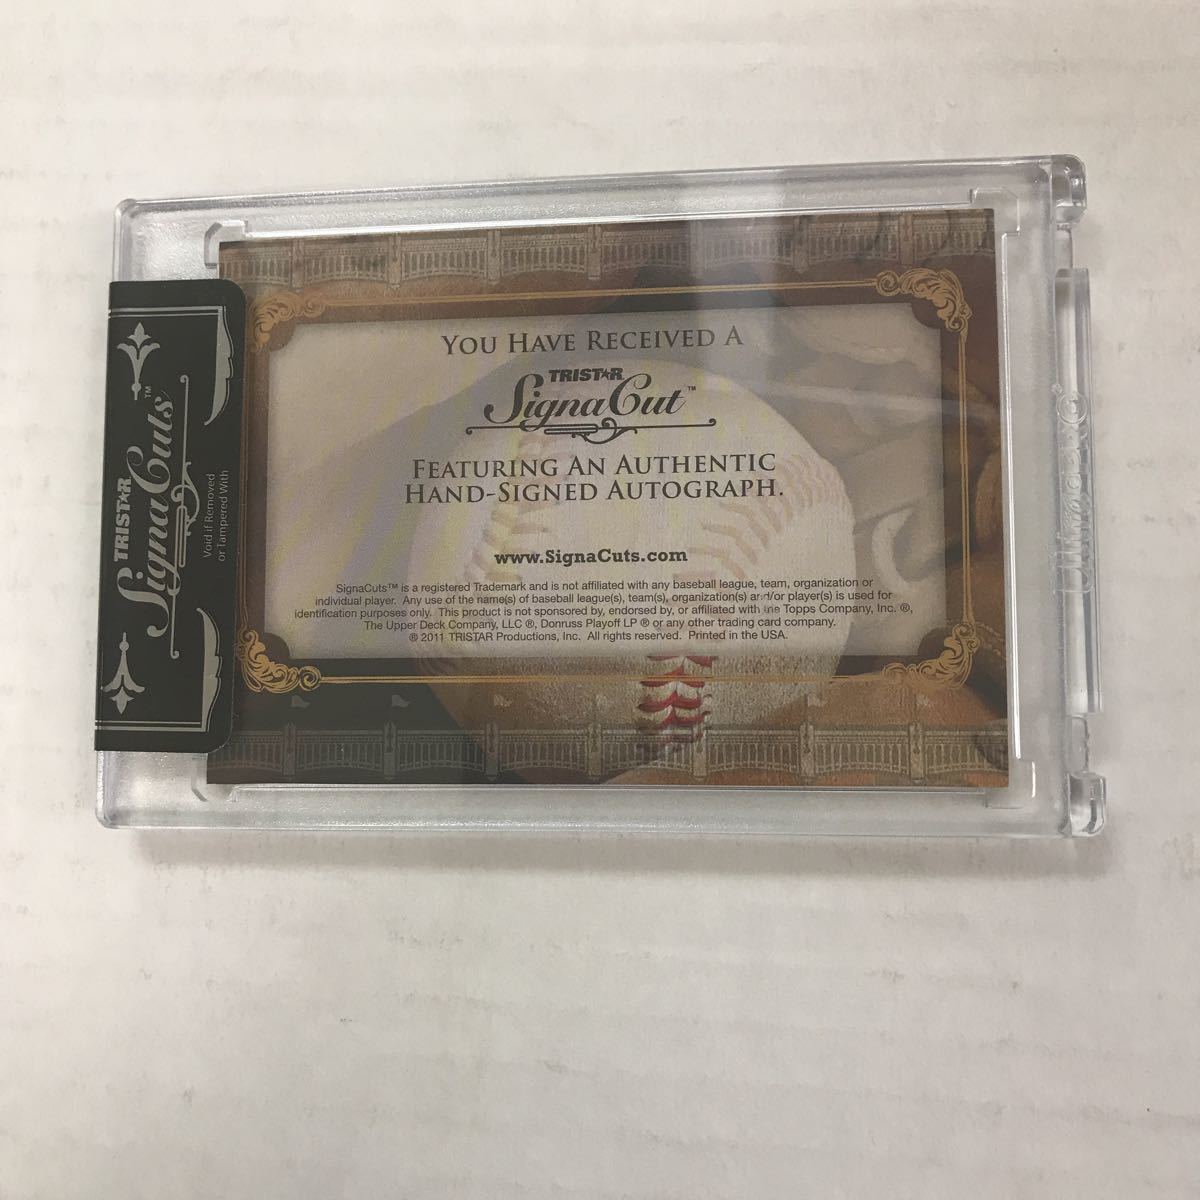 YOU HAVE RECEIVED A
TRISTAR
SignaCut™
FEATURING AN AUTHENTIC
HAND-SIGNED AUTOGRAPH.
www.SignaCuts.com
SignaCuts™ is a registered Trademark and is not affiliated with any baseball league, team, organization or
individual player. Any use of the name(s) of baseball league(s), team(s), organization(s) and/or player(s) is used for
identification purposes only. This product is not sponsored by, endorsed by, or affiliated with the Topps Company, Inc. ®,
The Upper Deck Company, LLC ®, Donruss Playoff LP ® or any other trading card company.
® 2011 TRISTAR Productions, Inc. All rights reserved. Printed in the USA.
TRISTAR
SignaCuts™
Void if Removed
or Tampered With
UltraPRO®